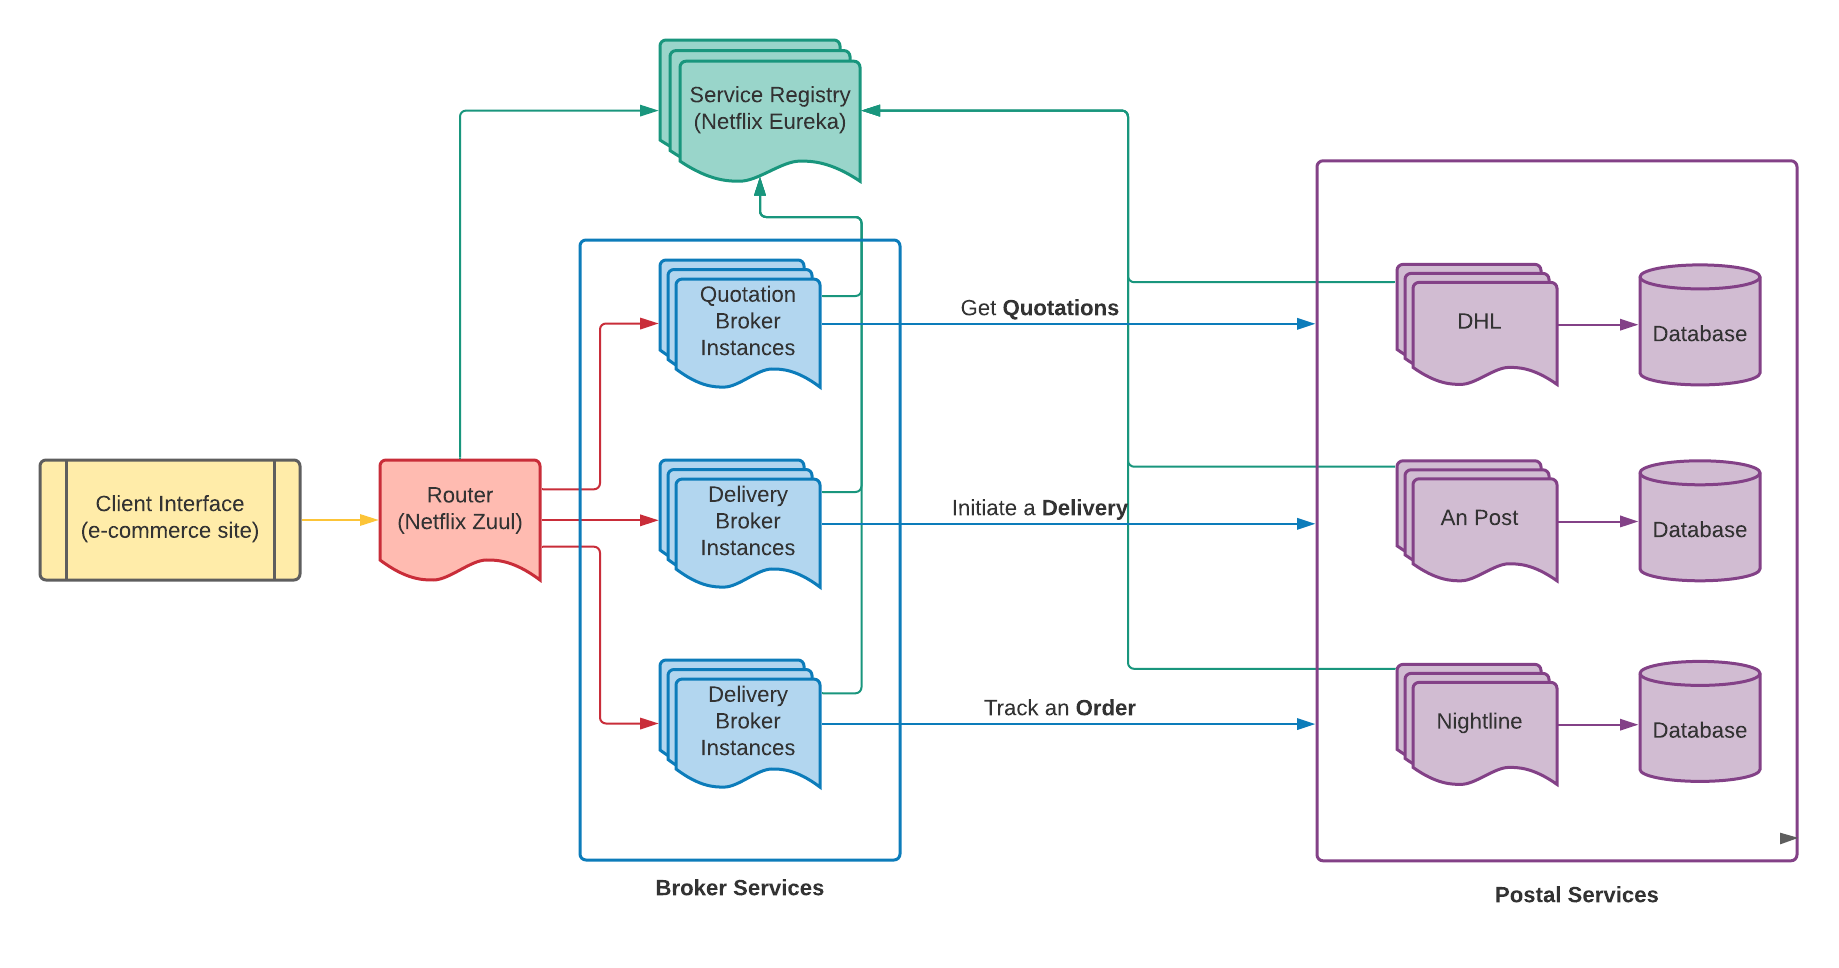 Service Registry
(Netflix Eureka)
Quotation
Broker
Instances
Get Quotations
DHL
Database
Client Interface
(e-commerce site)
Router
(Netflix Zuul)
Delivery
Broker
Instances
Initiate a Delivery
An Post
Database
Delivery
Broker
Instances
Track an Order
Nightline
Database
Broker Services
Postal Services